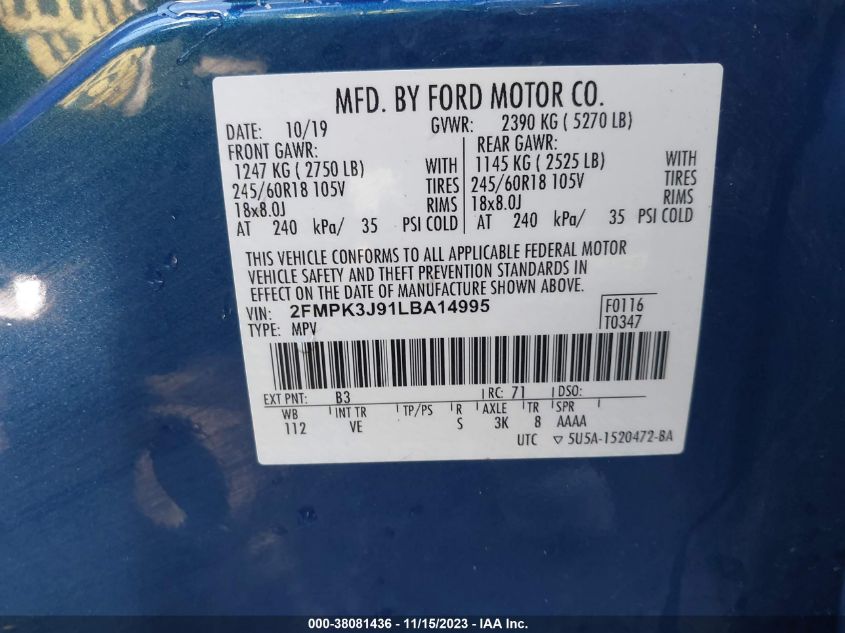 MFD. BY FORD MOTOR CO.
DATE: 10/19 GVWR: 2390 KG ( 5270 LB)
FRONT GAWR: REAR GAWR:
1247 KG ( 2750 LB) WITH 1145 KG ( 2525 LB) WITH
245/60R18 105V TIRES 245/60R18 105V TIRES
18x8.0J RIMS 18x8.0J RIMS
AT 240 kPa/ 35 PSI COLD AT 240 kPa/ 35 PSI COLD
THIS VEHICLE CONFORMS TO ALL APPLICABLE FEDERAL MOTOR
VEHICLE SAFETY AND THEFT PREVENTION STANDARDS IN
EFFECT ON THE DATE OF MANUFACTURE SHOWN ABOVE.
VIN: 2FMPK3J91LBA14995 F0116
TYPE: MPV T0347
EXT PNT: B3 RC: 71 DSO:
WB INT TR TP/PS R AXLE TR SPR
112 VE S 3K 8 AAAA
UTC ▽ 5U5A-1520472-BA
000-38081436 - 11/15/2023 - IAA Inc.